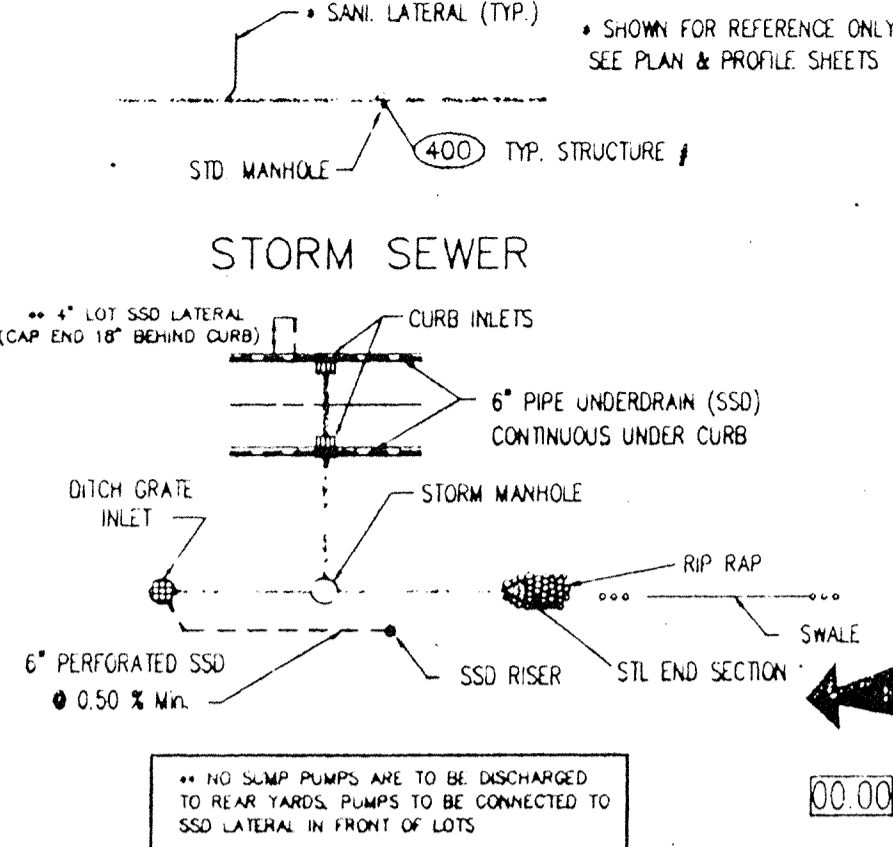 * SANI. LATERAL (TYP.)
* SHOWN FOR REFERENCE ONLY
SEE PLAN & PROFILE SHEETS
STD. MANHOLE
400
TYP. STRUCTURE #
STORM SEWER
** 4" LOT SSD LATERAL
(CAP END 18" BEHIND CURB)
CURB INLETS
6" PIPE UNDERDRAIN (SSD)
CONTINUOUS UNDER CURB
DITCH GRATE
INLET
STORM MANHOLE
RIP RAP
SWALE
6" PERFORATED SSD
@ 0.50 % Min.
SSD RISER
STL END SECTION
** NO SUMP PUMPS ARE TO BE DISCHARGED
TO REAR YARDS. PUMPS TO BE CONNECTED TO
SSD LATERAL IN FRONT OF LOTS
00.00